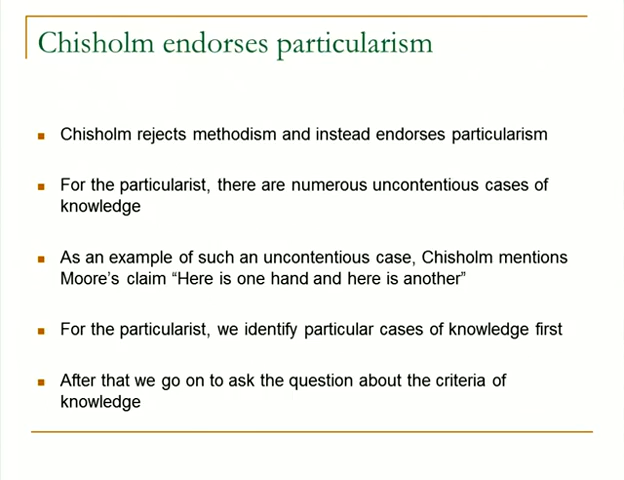 Chisholm endorses particularism
Chisholm rejects methodism and instead endorses particularism
For the particularist, there are numerous uncontentious cases of
knowledge
As an example of such an uncontentious case, Chisholm mentions
Moore's claim “Here is one hand and here is another”
For the particularist, we identify particular cases of knowledge first
After that we go on to ask the question about the criteria of
knowledge